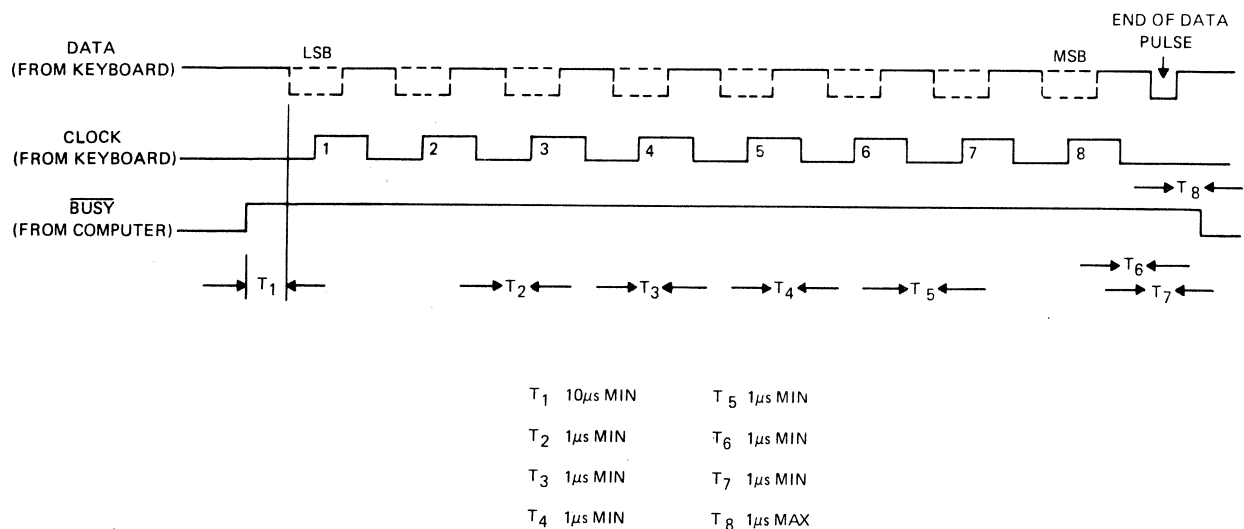 END OF DATA
PULSE
DATA
(FROM KEYBOARD)
LSB
MSB
CLOCK
(FROM KEYBOARD)
1 2 3 4 5 6 7 8
T8
BUSY
(FROM COMPUTER)
T6
T1 T2 T3 T4 T5 T7
T1 10μs MIN
T2 1μs MIN
T3 1μs MIN
T4 1μs MIN
T5 1μs MIN
T6 1μs MIN
T7 1μs MIN
T8 1μs MAX